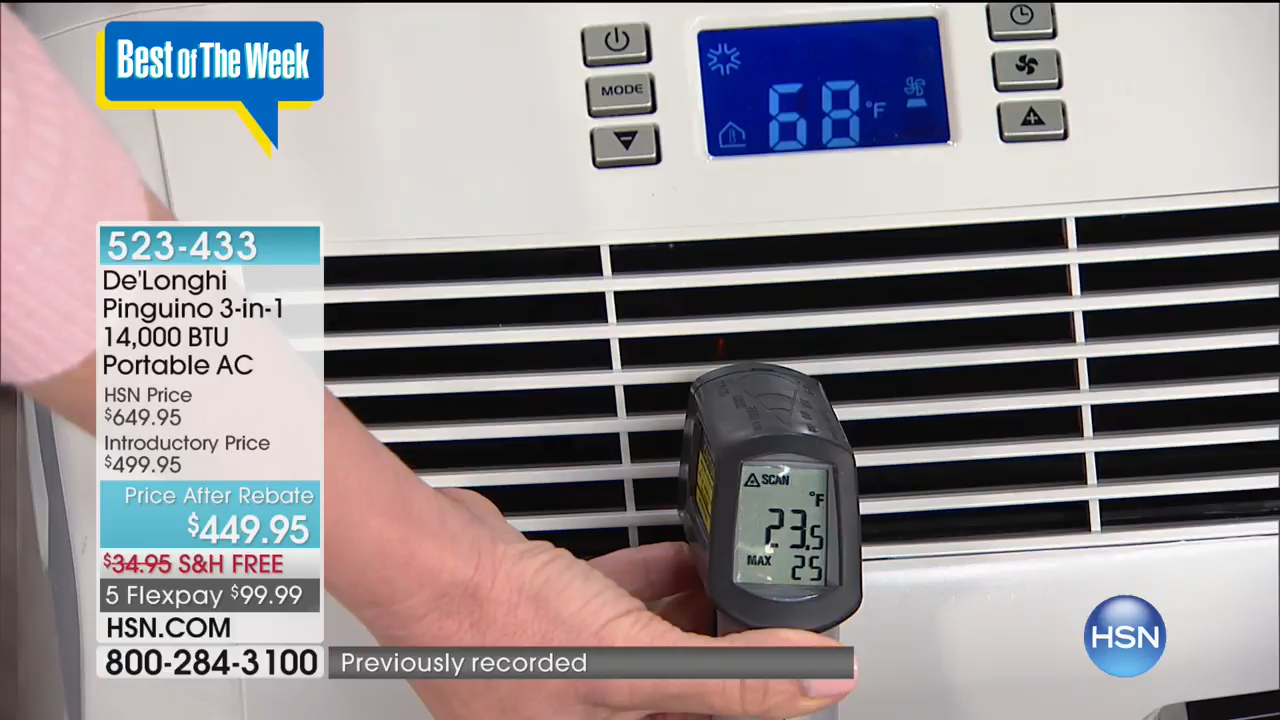 BEST OF THE WEEK
MODE
68 °F
523-433
De'Longhi
Pinguino 3-in-1
14,000 BTU
Portable AC
HSN Price
$649.95
Introductory Price
$499.95
Price After Rebate
$449.95
$34.95 S&H FREE
5 Flexpay $99.99
HSN.COM
800-284-3100
Previously recorded
SCAN
°F
23.5
MAX 25
HSN